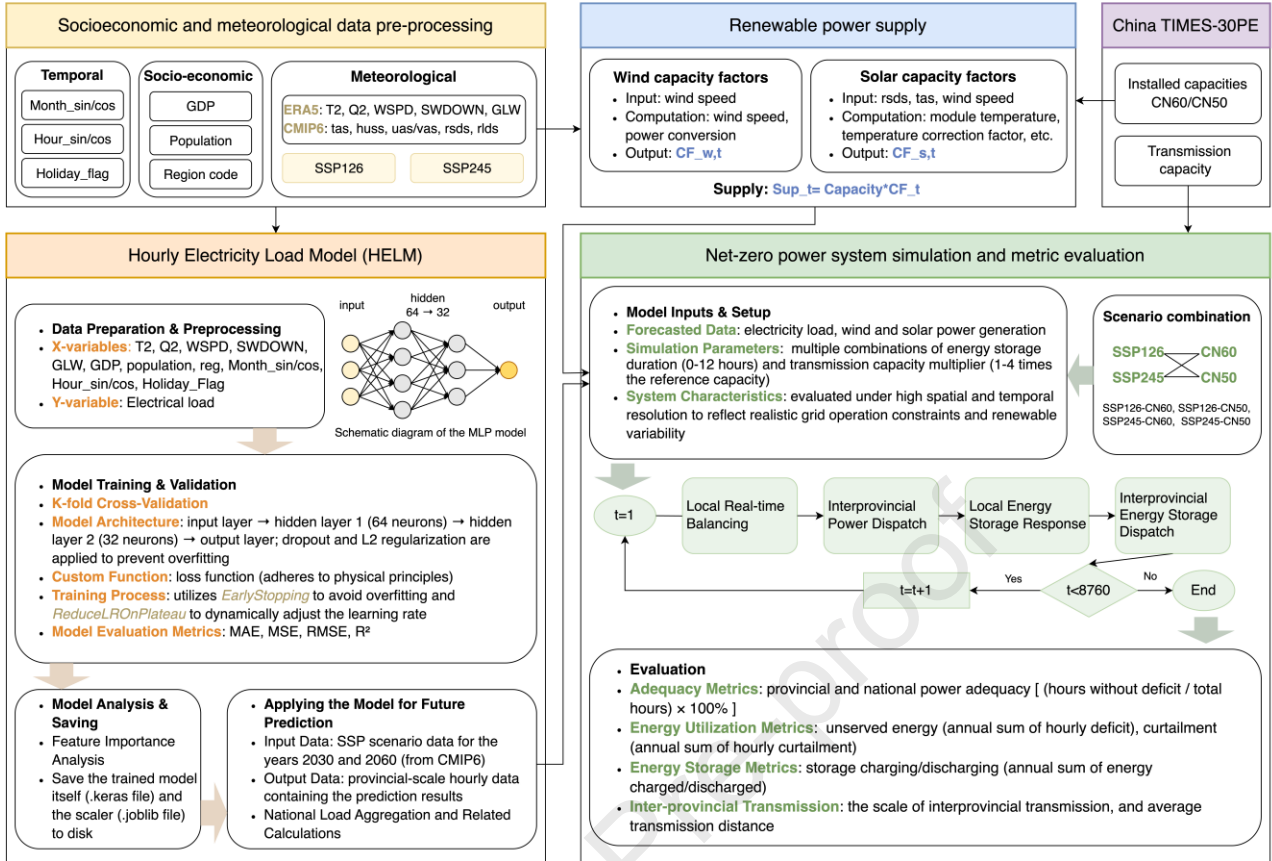 Socioeconomic and meteorological data pre-processing
Temporal
Month_sin/cos
Hour_sin/cos
Holiday_flag
Socio-economic
GDP
Population
Region code
Meteorological
ERA5: T2, Q2, WSPD, SWDOWN, GLW
CMIP6: tas, huss, uas/vas, rsds, rlds
SSP126
SSP245
Renewable power supply
Wind capacity factors
• Input: wind speed
• Computation: wind speed,
power conversion
• Output: CF_w,t
Solar capacity factors
• Input: rsds, tas, wind speed
• Computation: module temperature,
temperature correction factor, etc.
• Output: CF_s,t
Supply: Sup_t= Capacity*CF_t
China TIMES-30PE
Installed capacities
CN60/CN50
Transmission
capacity
Hourly Electricity Load Model (HELM)
• Data Preparation & Preprocessing
• X-variables: T2, Q2, WSPD, SWDOWN,
GLW, GDP, population, reg, Month_sin/cos,
Hour_sin/cos, Holiday_Flag
• Y-variable: Electrical load
input
hidden
64 → 32
output
Schematic diagram of the MLP model
• Model Training & Validation
• K-fold Cross-Validation
• Model Architecture: input layer → hidden layer 1 (64 neurons) → hidden
layer 2 (32 neurons) → output layer; dropout and L2 regularization are
applied to prevent overfitting
• Custom Function: loss function (adheres to physical principles)
• Training Process: utilizes EarlyStopping to avoid overfitting and
ReduceLROnPlateau to dynamically adjust the learning rate
• Model Evaluation Metrics: MAE, MSE, RMSE, R²
• Model Analysis &
Saving
• Feature Importance
Analysis
• Save the trained model
itself (.keras file) and
the scaler (.joblib file)
to disk
• Applying the Model for Future
Prediction
• Input Data: SSP scenario data for the
years 2030 and 2060 (from CMIP6)
• Output Data: provincial-scale hourly data
containing the prediction results
• National Load Aggregation and Related
Calculations
Net-zero power system simulation and metric evaluation
• Model Inputs & Setup
• Forecasted Data: electricity load, wind and solar power generation
• Simulation Parameters: multiple combinations of energy storage
duration (0-12 hours) and transmission capacity multiplier (1-4 times
the reference capacity)
• System Characteristics: evaluated under high spatial and temporal
resolution to reflect realistic grid operation constraints and renewable
variability
Scenario combination
SSP126 CN60
SSP245 CN50
SSP126-CN60, SSP126-CN50,
SSP245-CN60, SSP245-CN50
t=1
Local Real-time
Balancing
Interprovincial
Power Dispatch
Local Energy
Storage Response
Interprovincial
Energy Storage
Dispatch
t=t+1
Yes
t<8760
No
End
• Evaluation
• Adequacy Metrics: provincial and national power adequacy [ (hours without deficit / total
hours) × 100% ]
• Energy Utilization Metrics: unserved energy (annual sum of hourly deficit), curtailment
(annual sum of hourly curtailment)
• Energy Storage Metrics: storage charging/discharging (annual sum of energy
charged/discharged)
• Inter-provincial Transmission: the scale of interprovincial transmission, and average
transmission distance
Pre-proof